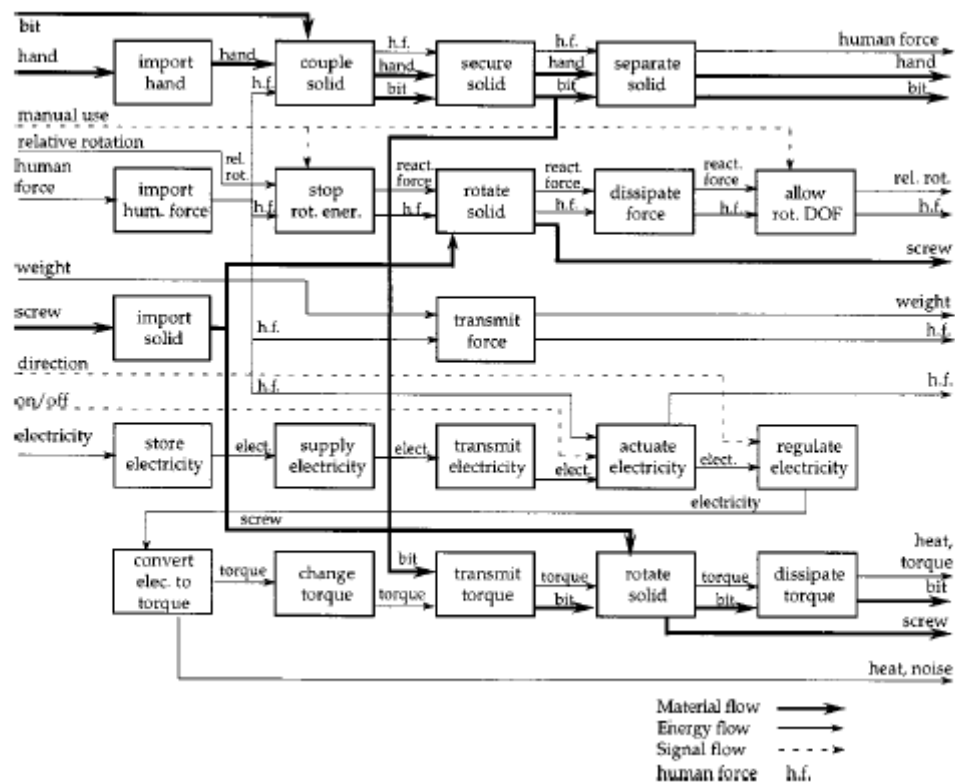 bit
hand
import
hand
hand
couple
solid
h.f.
h.f.
hand
bit
secure
solid
h.f.
hand
bit
separate
solid
human force
hand
bit
manual use
relative rotation
human
force
import
hum. force
rel.
rot.
h.f.
stop
rot. ener.
react.
force
h.f.
rotate
solid
react.
force
h.f.
dissipate
force
react.
force
h.f.
allow
rot. DOF
rel. rot.
h.f.
screw
weight
screw
import
solid
h.f.
transmit
force
weight
h.f.
direction
on/off
h.f.
h.f.
electricity
store
electricity
elect.
supply
electricity
elect.
transmit
electricity
elect.
actuate
electricity
elect.
regulate
electricity
electricity
screw
convert
elec. to
torque
torque
change
torque
torque
bit
transmit
torque
torque
bit
rotate
solid
torque
bit
dissipate
torque
heat,
torque
bit
screw
heat, noise
Material flow
Energy flow
Signal flow
human force h.f.